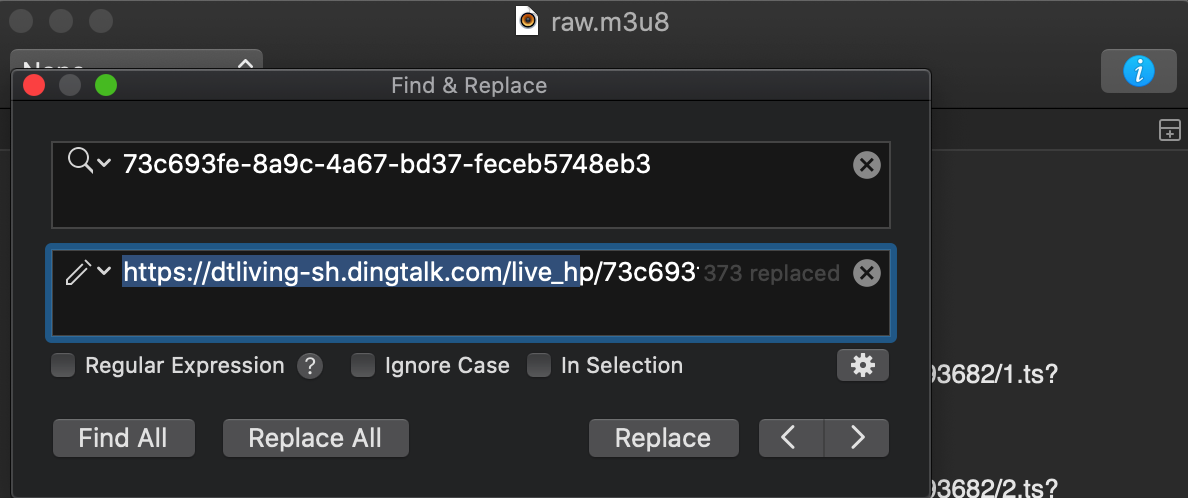 raw.m3u8
Find & Replace
73c693fe-8a9c-4a67-bd37-feceb5748eb3
https://dtliving-sh.dingtalk.com/live_hp/73c693 373 replaced
Regular Expression ? Ignore Case In Selection
93682/1.ts?
Find All Replace All Replace < >
93682/2.ts?